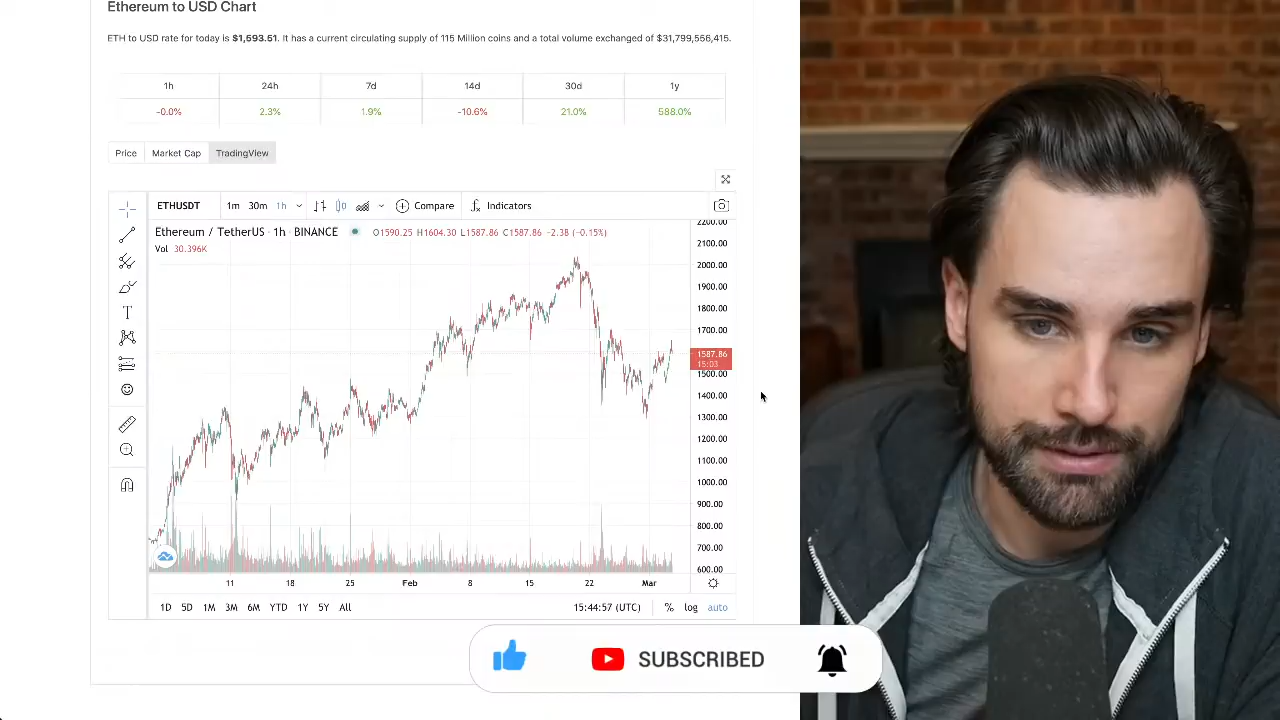 Ethereum to USD Chart
ETH to USD rate for today is $1,593.51. It has a current circulating supply of 115 Million coins and a total volume exchanged of $31,799,556,415.
1h 24h 7d 14d 30d 1y
-0.0% 2.3% 1.9% -10.6% 21.0% 588.0%
Price Market Cap TradingView
ETHUSDT 1m 30m 1h Compare Indicators
Ethereum / TetherUS · 1h · BINANCE O1590.25 H1604.30 L1587.86 C1587.86 -2.38 (-0.15%)
Vol 30.396K
2200.00
2100.00
2000.00
1900.00
1800.00
1700.00
1587.86
15:03
1500.00
1400.00
1300.00
1200.00
1100.00
1000.00
900.00
800.00
700.00
600.00
11 18 25 Feb 8 15 22 Mar
1D 5D 1M 3M 6M YTD 1Y 5Y All 15:44:57 (UTC) % log auto
SUBSCRIBED